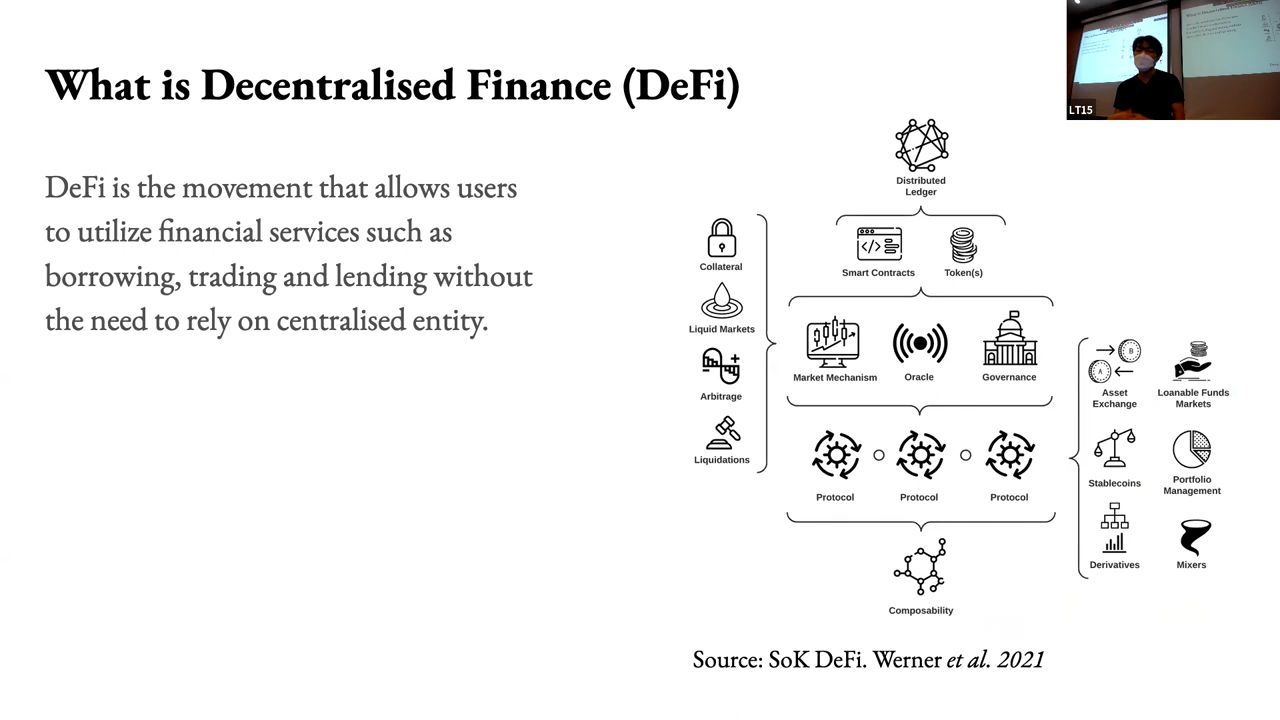 What is Decentralised Finance (DeFi)
LT15
DeFi is the movement that allows users
to utilize financial services such as
borrowing, trading and lending without
the need to rely on centralised entity.
Distributed
Ledger
Smart Contracts
Token(s)
Collateral
Liquid Markets
Arbitrage
Liquidations
Market Mechanism
Oracle
Governance
Protocol
Protocol
Protocol
Asset
Exchange
Loanable Funds
Markets
Stablecoins
Portfolio
Management
Derivatives
Mixers
B
A
Composability
Source: SoK DeFi. Werner et al. 2021